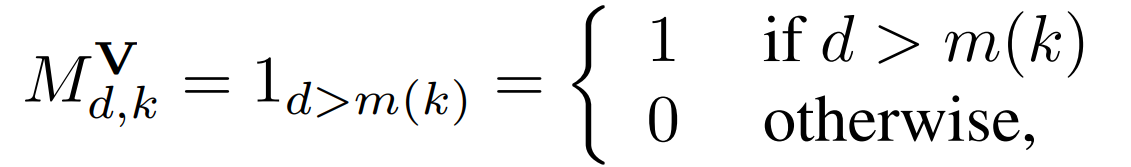 M^𝐕_{d,k} = 1_{d>m(k)} = { 1 if d > m(k)
0 otherwise,